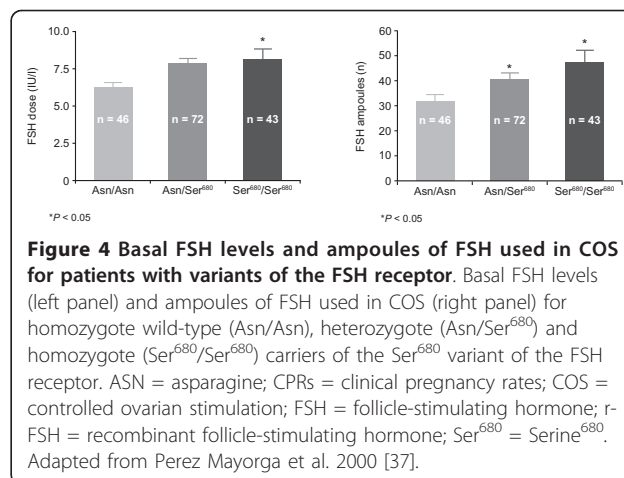 10.0
7.5
5.0
2.5
0
FSH dose (IU/l)
n = 46
n = 72
*
n = 43
Asn/Asn
Asn/Ser⁶⁸⁰
Ser⁶⁸⁰/Ser⁶⁸⁰
*P < 0.05
60
50
40
30
20
10
0
FSH ampoules (n)
n = 46
*
n = 72
*
n = 43
Asn/Asn
Asn/Ser⁶⁸⁰
Ser⁶⁸⁰/Ser⁶⁸⁰
*P < 0.05
Figure 4 Basal FSH levels and ampoules of FSH used in COS
for patients with variants of the FSH receptor. Basal FSH levels
(left panel) and ampoules of FSH used in COS (right panel) for
homozygote wild-type (Asn/Asn), heterozygote (Asn/Ser⁶⁸⁰) and
homozygote (Ser⁶⁸⁰/Ser⁶⁸⁰) carriers of the Ser⁶⁸⁰ variant of the FSH
receptor. ASN = asparagine; CPRs = clinical pregnancy rates; COS =
controlled ovarian stimulation; FSH = follicle-stimulating hormone; r-
FSH = recombinant follicle-stimulating hormone; Ser⁶⁸⁰ = Serine⁶⁸⁰.
Adapted from Perez Mayorga et al. 2000 [37].